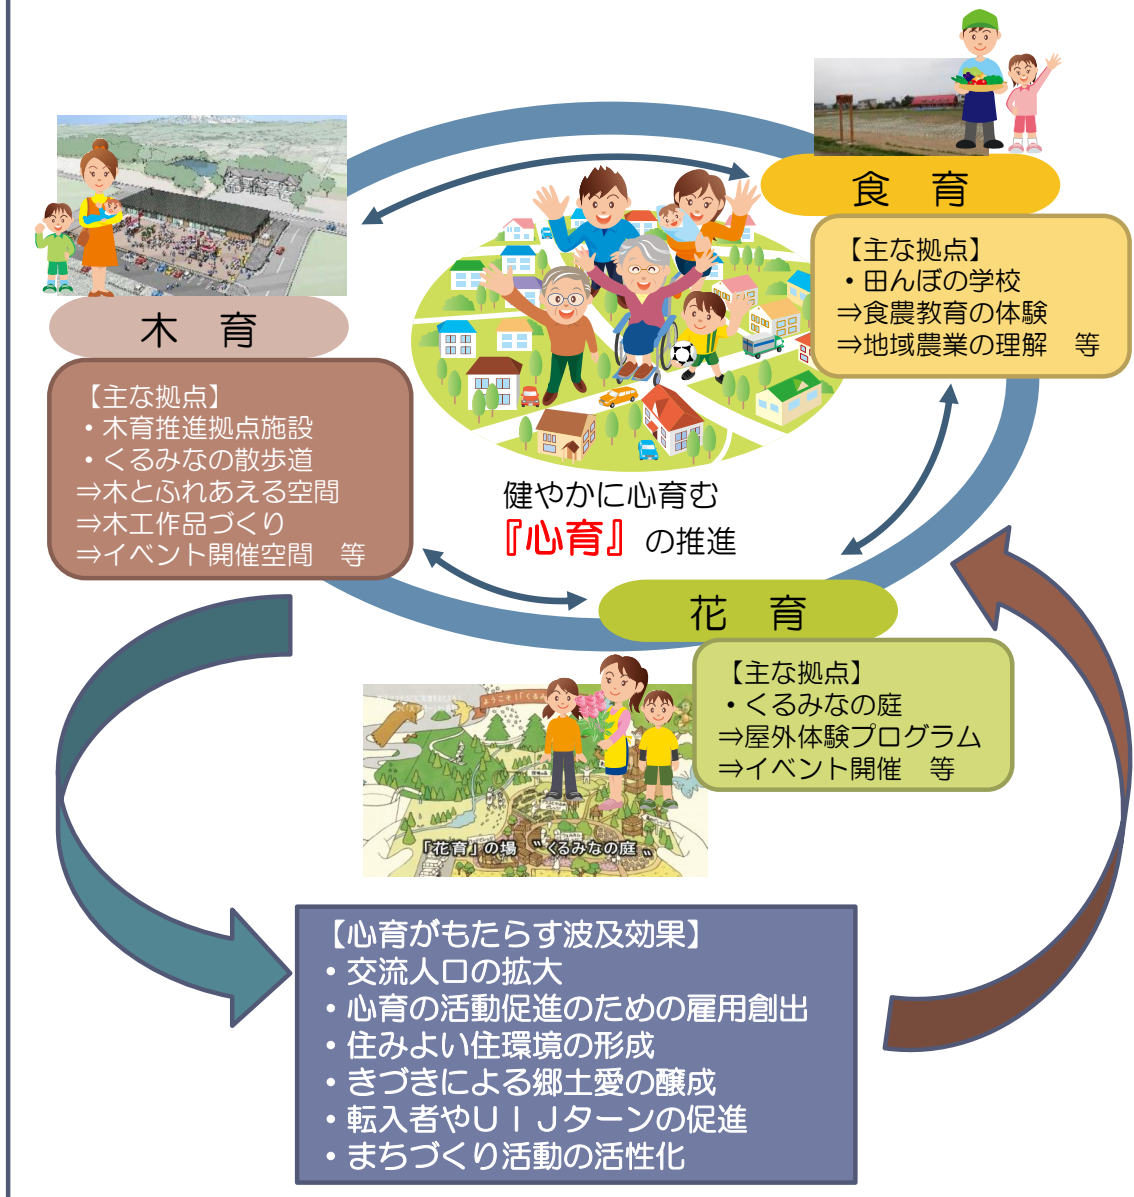 食　育
【主な拠点】
・田んぼの学校
⇒食農教育の体験
⇒地域農業の理解　等
木　育
【主な拠点】
・木育推進拠点施設
・くるみなの散歩道
⇒木とふれあえる空間
⇒木工作品づくり
⇒イベント開催空間　等
健やかに心育む
『心育』の推進
花　育
【主な拠点】
・くるみなの庭
⇒屋外体験プログラム
⇒イベント開催　等
ようこそ！「くるみ
「花育」の場　〝くるみなの庭〟
【心育がもたらす波及効果】
・交流人口の拡大
・心育の活動促進のための雇用創出
・住みよい住環境の形成
・きづきによる郷土愛の醸成
・転入者やＵＩＪターンの促進
・まちづくり活動の活性化